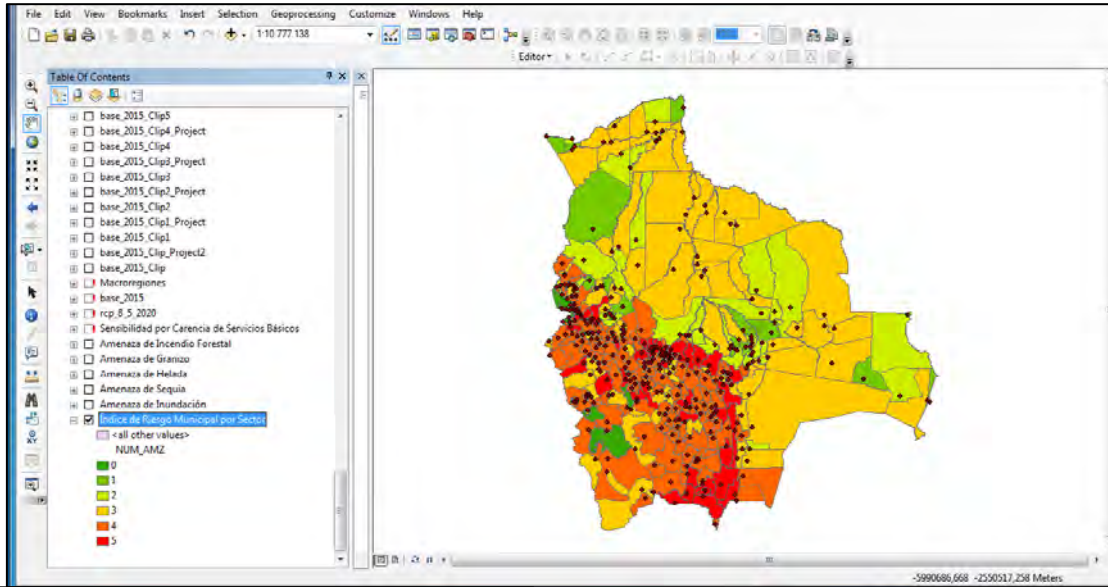 File Edit View Bookmarks Insert Selection Geoprocessing Customize Windows Help
1:10.777.138
Editor
Table Of Contents
base_2015_Clip5
base_2015_Clip4_Project
base_2015_Clip4
base_2015_Clip3_Project
base_2015_Clip3
base_2015_Clip2_Project
base_2015_Clip2
base_2015_Clip1_Project
base_2015_Clip1
base_2015_Clip_Project2
base_2015_Clip
Macroregiones
base_2015
rcp_8_5_2020
Sensibilidad por Carencia de Servicios Básicos
Amenaza de Incendio Forestal
Amenaza de Granizo
Amenaza de Helada
Amenaza de Sequia
Amenaza de Inundación
Indice de Riesgo Municipal por Sector
<all other values>
NUM_AMZ
0
1
2
3
4
5
XY
-5990686,668 -2550517,258 Meters